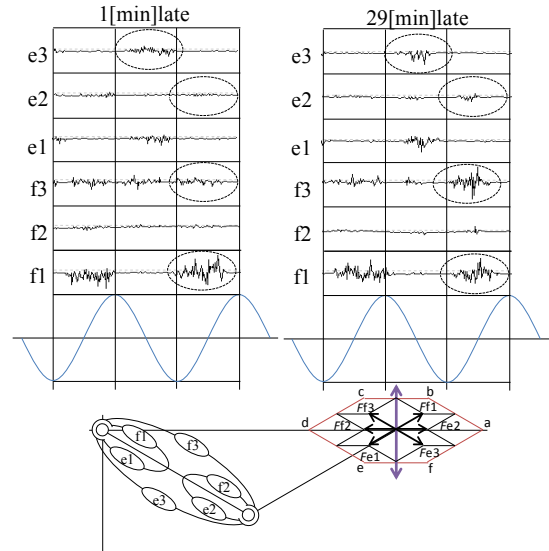 1[min]late
e3
e2
e1
f3
f2
f1
29[min]late
e3
e2
e1
f3
f2
f1
c b
Ff3 Ff1
d Ff2 Fe2 a
Fe1 Fe3
e f
f1 f3
e1
f2
e3 e2